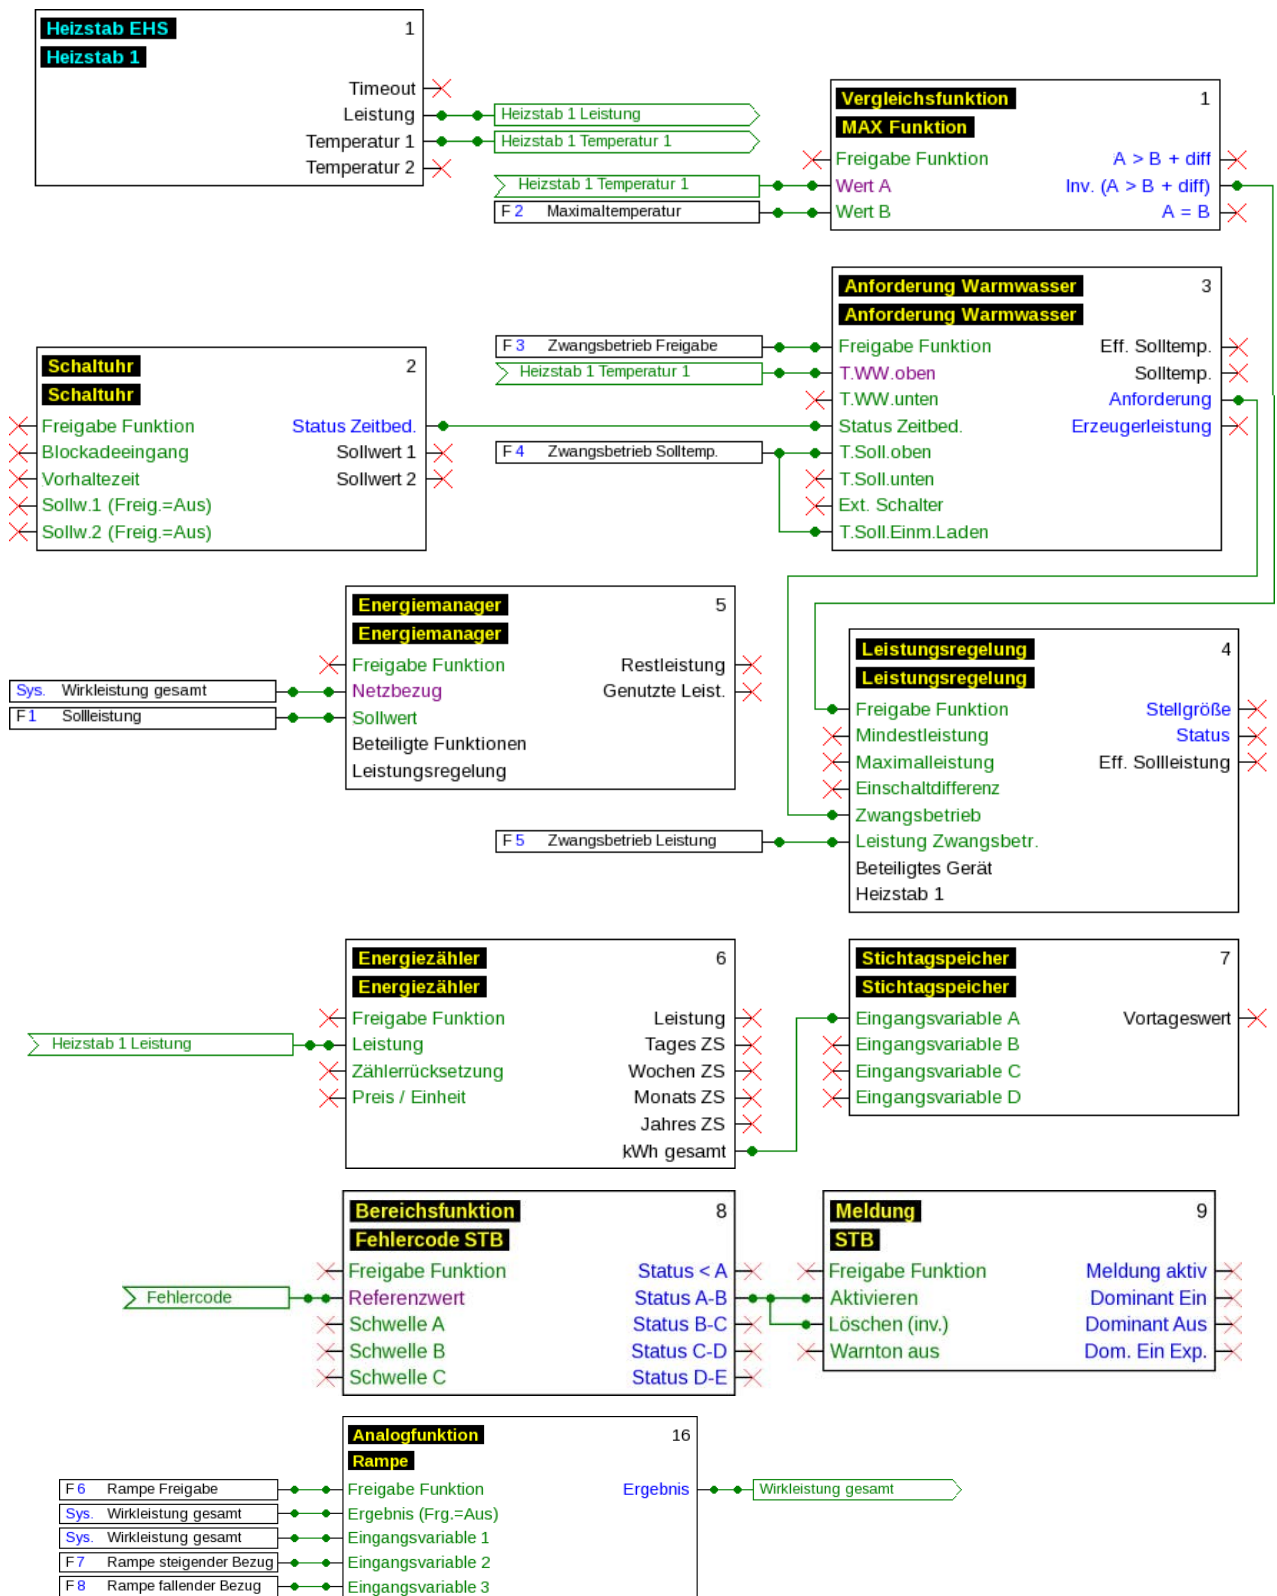 Heizstab EHS 1
Heizstab 1
Timeout
Leistung
Temperatur 1
Temperatur 2
Heizstab 1 Leistung
Heizstab 1 Temperatur 1
Vergleichsfunktion 1
MAX Funktion
Freigabe Funktion A > B + diff
Wert A Inv. (A > B + diff)
Wert B A = B
Heizstab 1 Temperatur 1
F 2 Maximaltemperatur
Anforderung Warmwasser 3
Anforderung Warmwasser
Freigabe Funktion Eff. Solltemp.
T.WW.oben Solltemp.
T.WW.unten Anforderung
Status Zeitbed. Erzeugerleistung
T.Soll.oben
T.Soll.unten
Ext. Schalter
T.Soll.Einm.Laden
F 3 Zwangsbetrieb Freigabe
Heizstab 1 Temperatur 1
F 4 Zwangsbetrieb Solltemp.
Schaltuhr 2
Schaltuhr
Freigabe Funktion Status Zeitbed.
Blockadeeingang Sollwert 1
Vorhaltezeit Sollwert 2
Sollw.1 (Freig.=Aus)
Sollw.2 (Freig.=Aus)
Energiemanager 5
Energiemanager
Freigabe Funktion Restleistung
Netzbezug Genutzte Leist.
Sollwert
Beteiligte Funktionen
Leistungsregelung
Sys. Wirkleistung gesamt
F 1 Sollleistung
Leistungsregelung 4
Leistungsregelung
Freigabe Funktion Stellgröße
Mindestleistung Status
Maximalleistung Eff. Sollleistung
Einschaltdifferenz
Zwangsbetrieb
Leistung Zwangsbetr.
Beteiligtes Gerät
Heizstab 1
F 5 Zwangsbetrieb Leistung
Energiezähler 6
Energiezähler
Freigabe Funktion Leistung
Leistung Tages ZS
Zählerrücksetzung Wochen ZS
Preis / Einheit Monats ZS
Jahres ZS
kWh gesamt
Heizstab 1 Leistung
Stichtagspeicher 7
Stichtagspeicher
Eingangsvariable A Vortageswert
Eingangsvariable B
Eingangsvariable C
Eingangsvariable D
Bereichsfunktion 8
Fehlercode STB
Freigabe Funktion Status < A
Referenzwert Status A-B
Schwelle A Status B-C
Schwelle B Status C-D
Schwelle C Status D-E
Fehlercode
Meldung 9
STB
Freigabe Funktion Meldung aktiv
Aktivieren Dominant Ein
Löschen (inv.) Dominant Aus
Warnton aus Dom. Ein Exp.
Analogfunktion 16
Rampe
Freigabe Funktion Ergebnis
Ergebnis (Frg.=Aus)
Eingangsvariable 1
Eingangsvariable 2
Eingangsvariable 3
F 6 Rampe Freigabe
Sys. Wirkleistung gesamt
Sys. Wirkleistung gesamt
F 7 Rampe steigender Bezug
F 8 Rampe fallender Bezug
Wirkleistung gesamt